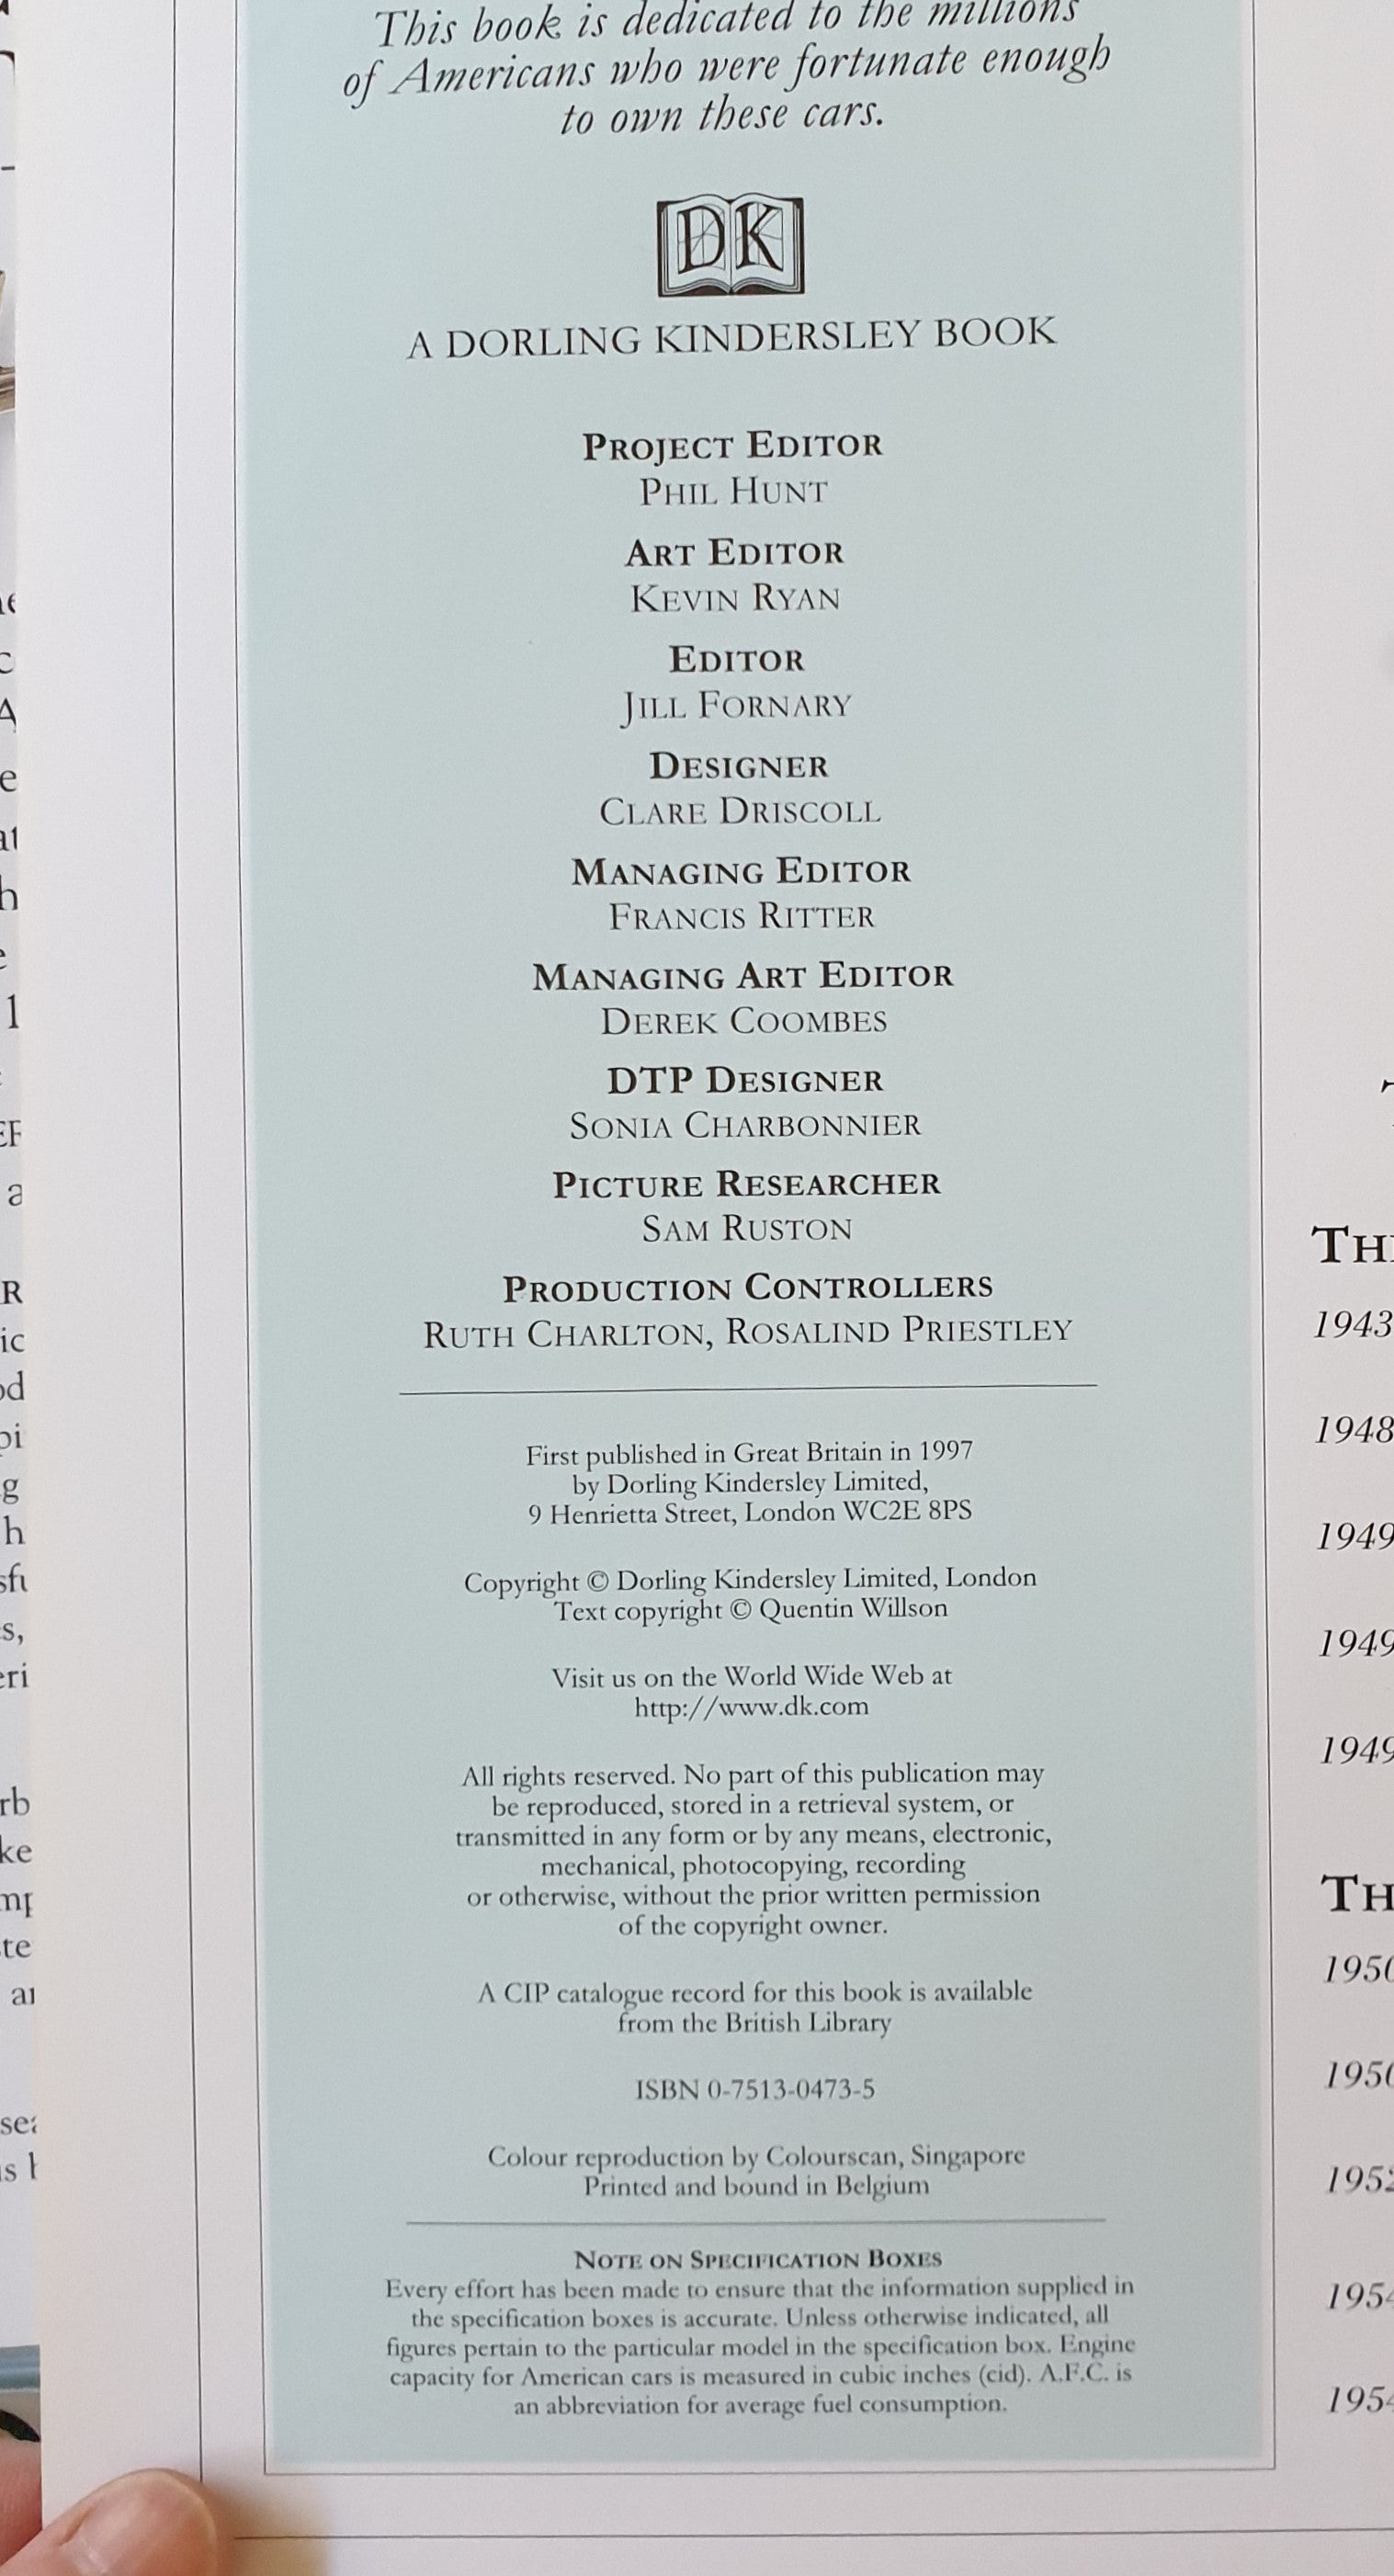 This book is dedicated to the millions
of Americans who were fortunate enough
to own these cars.
DK
A DORLING KINDERSLEY BOOK
PROJECT EDITOR
PHIL HUNT
ART EDITOR
KEVIN RYAN
EDITOR
JILL FORNARY
DESIGNER
CLARE DRISCOLL
MANAGING EDITOR
FRANCIS RITTER
MANAGING ART EDITOR
DEREK COOMBES
DTP DESIGNER
SONIA CHARBONNIER
PICTURE RESEARCHER
SAM RUSTON
PRODUCTION CONTROLLERS
RUTH CHARLTON, ROSALIND PRIESTLEY
First published in Great Britain in 1997
by Dorling Kindersley Limited,
9 Henrietta Street, London WC2E 8PS
Copyright © Dorling Kindersley Limited, London
Text copyright © Quentin Willson
Visit us on the World Wide Web at
http://www.dk.com
All rights reserved. No part of this publication may
be reproduced, stored in a retrieval system, or
transmitted in any form or by any means, electronic,
mechanical, photocopying, recording
or otherwise, without the prior written permission
of the copyright owner.
A CIP catalogue record for this book is available
from the British Library
ISBN 0-7513-0473-5
Colour reproduction by Colourscan, Singapore
Printed and bound in Belgium
NOTE ON SPECIFICATION BOXES
Every effort has been made to ensure that the information supplied in
the specification boxes is accurate. Unless otherwise indicated, all
figures pertain to the particular model in the specification box. Engine
capacity for American cars is measured in cubic inches (cid). A.F.C. is
an abbreviation for average fuel consumption.
1943
1948
1949
1949
1949
1950
1950
1952
1954
1954